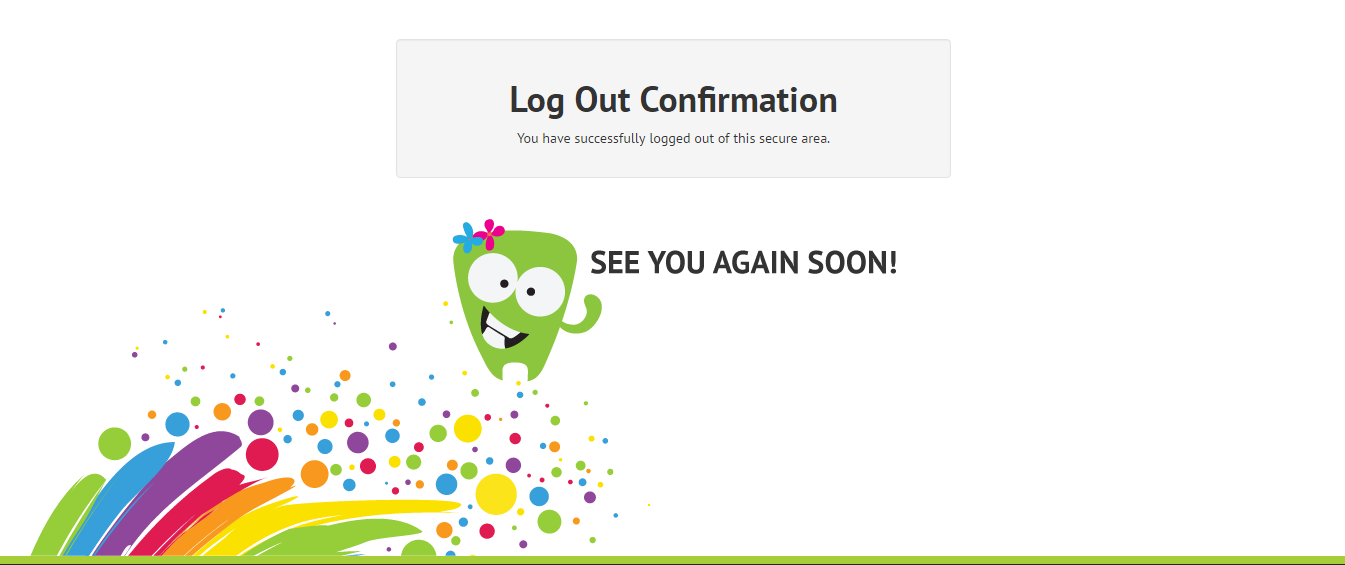 Log Out Confirmation
You have successfully logged out of this secure area.
SEE YOU AGAIN SOON!